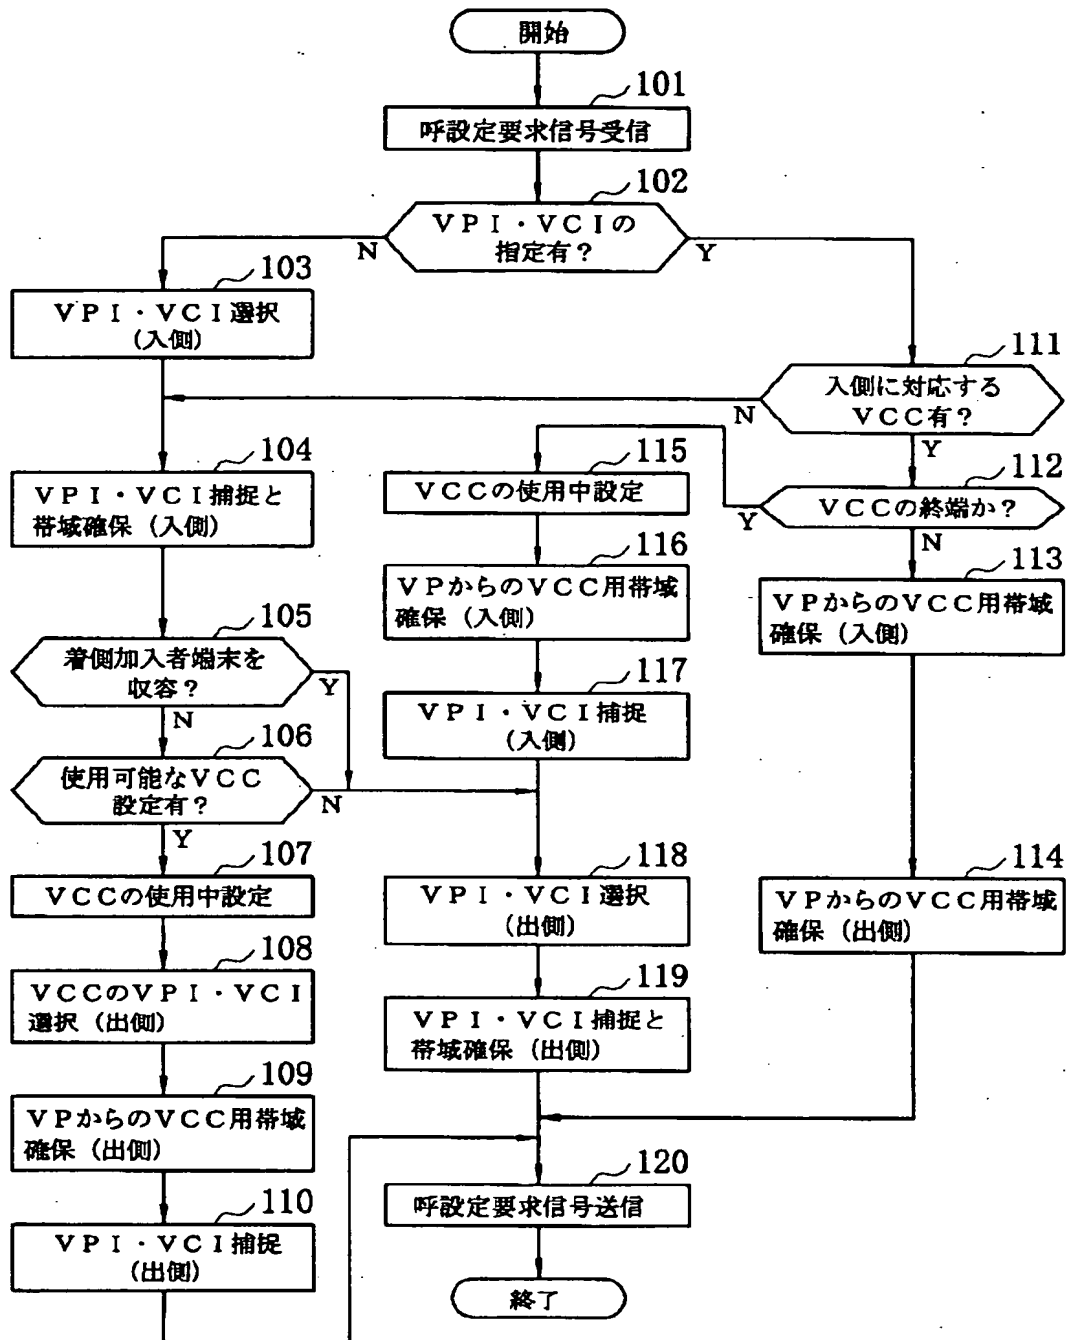 開始
101
呼設定要求信号受信
102
ＶＰＩ・ＶＣＩの
指定有？
N
Y
103
ＶＰＩ・ＶＣＩ選択
（入側）
111
入側に対応する
ＶＣＣ有？
N
Y
104
ＶＰＩ・ＶＣＩ捕捉と
帯域確保（入側）
115
ＶＣＣの使用中設定
112
ＶＣＣの終端か？
Y
N
116
ＶＰからのＶＣＣ用帯域
確保（入側）
113
ＶＰからのＶＣＣ用帯域
確保（入側）
105
着側加入者端末を
収容？
Y
N
117
ＶＰＩ・ＶＣＩ捕捉
（入側）
106
使用可能なＶＣＣ
設定有？
N
Y
107
ＶＣＣの使用中設定
118
ＶＰＩ・ＶＣＩ選択
（出側）
114
ＶＰからのＶＣＣ用帯域
確保（出側）
108
ＶＣＣのＶＰＩ・ＶＣＩ
選択（出側）
119
ＶＰＩ・ＶＣＩ捕捉と
帯域確保（出側）
109
ＶＰからのＶＣＣ用帯域
確保（出側）
120
呼設定要求信号送信
110
ＶＰＩ・ＶＣＩ捕捉
（出側）
終了